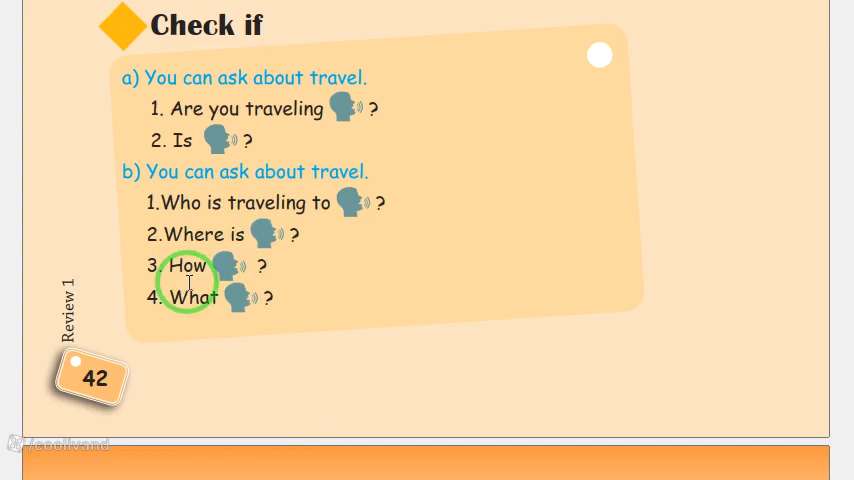 Check if
a) You can ask about travel.
1. Are you traveling ?
2. Is ?
b) You can ask about travel.
1.Who is traveling to ?
2.Where is ?
3. How ?
4. What ?
Review 1
42
/coolivand